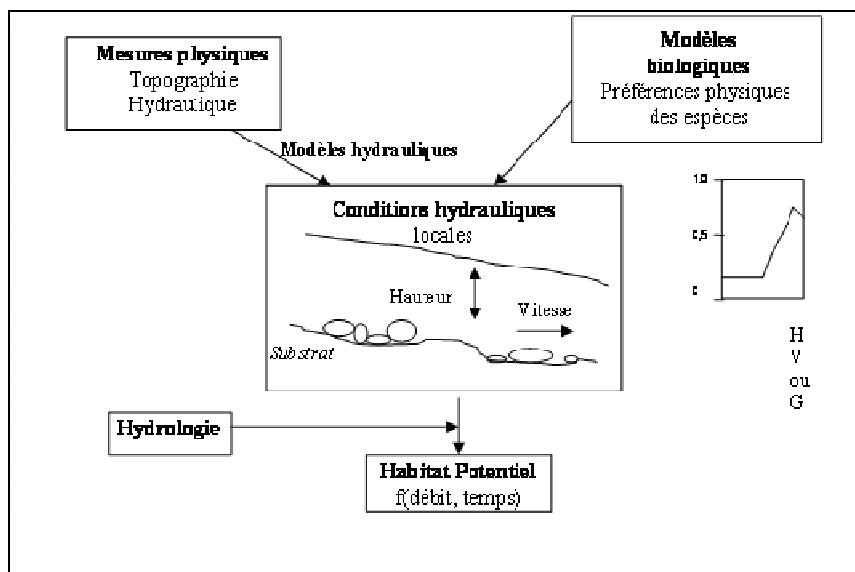 Mesures physiques
Topographie
Hydraulique
Modèles
biologiques
Préférences physiques
des espèces
Modèles hydrauliques
Conditions hydrauliques
locales
Hauteur
Vitesse
Substrat
1,0
0,5
0
H
V
ou
G
Hydrologie
Habitat Potentiel
f(débit, temps)